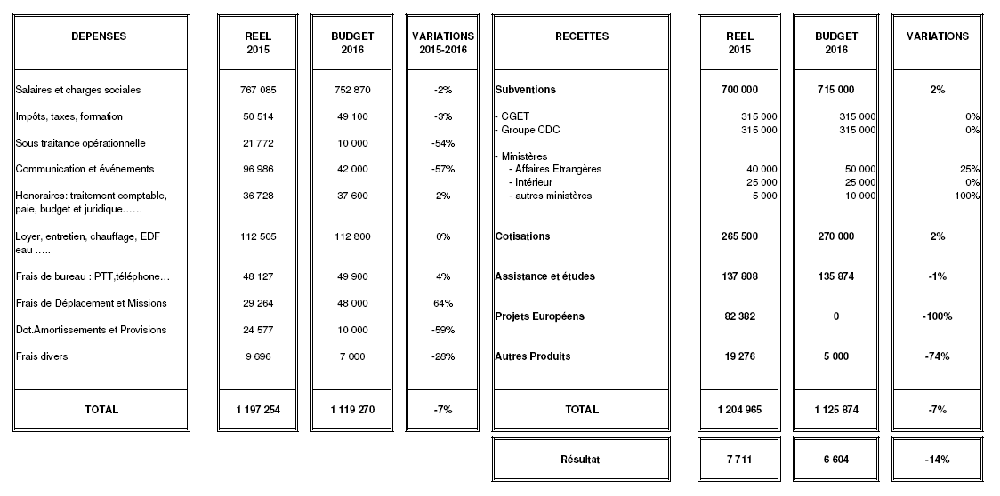 DEPENSES REEL BUDGET VARIATIONS RECETTES REEL BUDGET VARIATIONS
2015 2016 2015-2016 2015 2016
Salaires et charges sociales 767 085 752 870 -2% Subventions 700 000 715 000 2%
Impôts, taxes, formation 50 514 49 100 -3% - CGET 315 000 315 000 0%
- Groupe CDC 315 000 315 000 0%
Sous traitance opérationnelle 21 772 10 000 -54%
- Ministères
Communication et événements 96 986 42 000 -57% - Affaires Etrangères 40 000 50 000 25%
- Intérieur 25 000 25 000 0%
Honoraires: traitement comptable, 36 728 37 600 2% - autres ministères 5 000 10 000 100%
paie, budget et juridique……
Loyer, entretien, chauffage, EDF 112 505 112 800 0% Cotisations 265 500 270 000 2%
eau …..
Frais de bureau : PTT,téléphone… 48 127 49 900 4% Assistance et études 137 808 135 874 -1%
Frais de Déplacement et Missions 29 264 48 000 64%
Projets Européens 82 382 0 -100%
Dot.Amortissements et Provisions 24 577 10 000 -59%
Frais divers 9 696 7 000 -28% Autres Produits 19 276 5 000 -74%
TOTAL 1 197 254 1 119 270 -7% TOTAL 1 204 965 1 125 874 -7%
Résultat 7 711 6 604 -14%